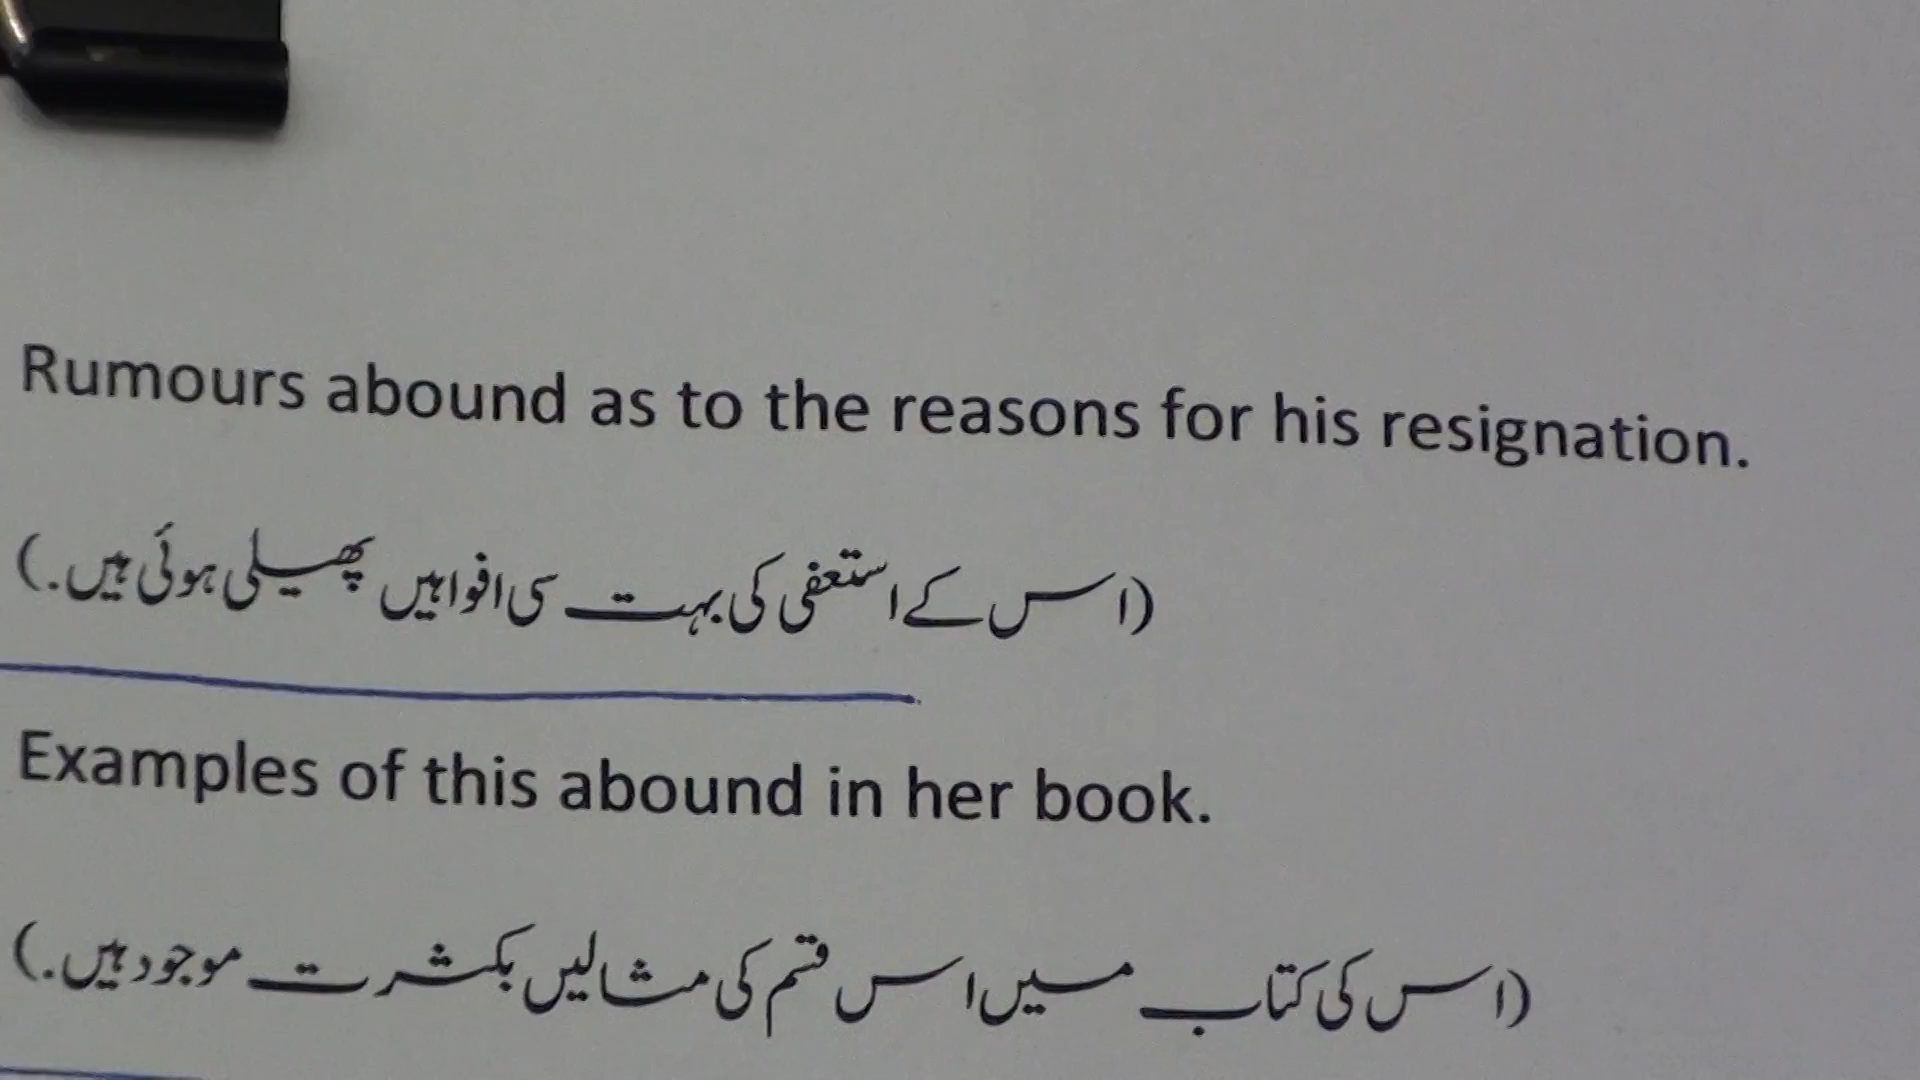 Rumours abound as to the reasons for his resignation.
(اس کے استعفی کی بہت سی افواہیں پھیلی ہوئی ہیں.)
Examples of this abound in her book.
(اس کی کتاب میں اس قسم کی مثالیں بکثرت موجود ہیں.)